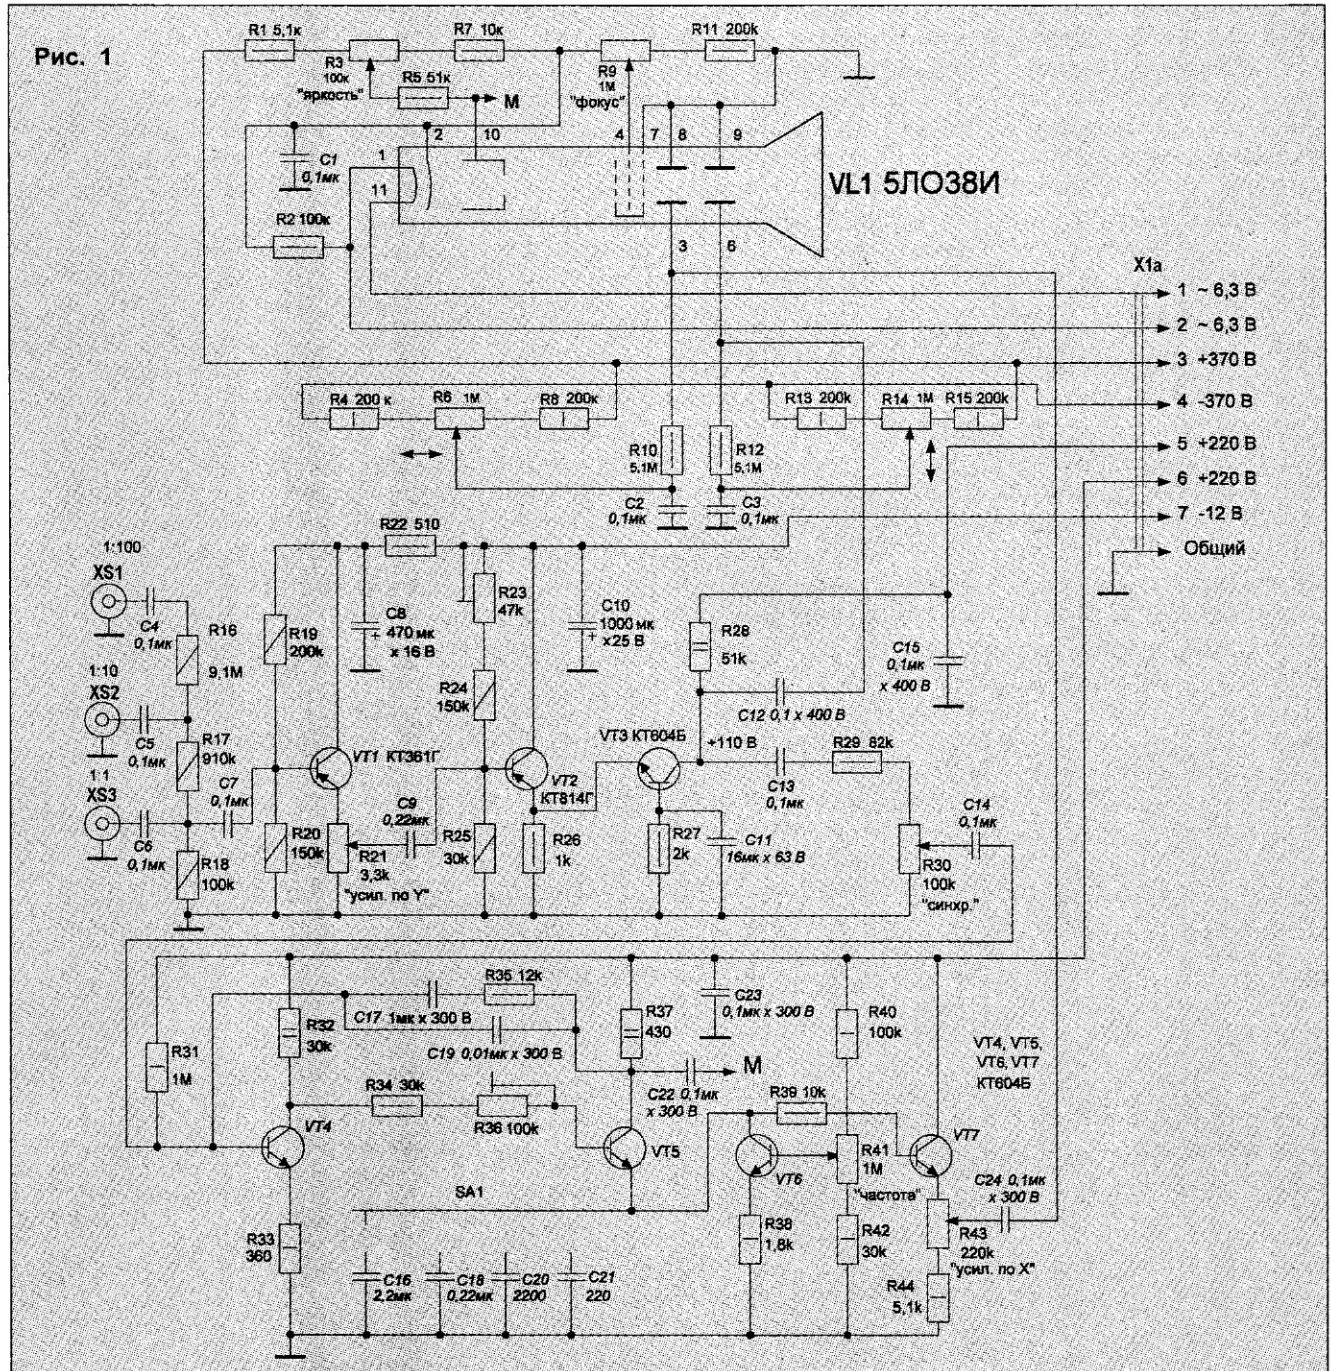 Рис. 1
R1 5,1к
R3
100к
"яркость"
R7 10к
R5 51к
М
R9
1М
"фокус"
R11 200k
2
10
4
7
8
9
1
11
C1
0,1мк
R2 100к
3
6
VL1 5ЛО38И
X1a
1 ~ 6,3 В
2 ~ 6,3 В
3 +370 В
4 -370 В
5 +220 В
6 +220 В
7 -12 В
Общий
R4 200 к
R6 1М
R8 200к
R13 200k
R14 1М
R15 200k
R10
5,1М
R12
5,1М
C2
0,1мк
C3
0,1мк
1:100
XS1
C4
0,1мк
R16
9,1М
1:10
XS2
C5
0,1мк
R17
910k
1:1
XS3
C6
0,1мк
C7
0,1мк
R18
100k
R19
200k
R20
150k
R22 510
C8
470 мк
х 16 В
VT1 КТ361Г
R21
3,3k
"усил. по Y"
C9
0,22мк
R23
47k
R24
150k
R25
30k
VT2
КТ814Г
R26
1k
C10
1000 мк
х25 В
VT3 КТ604Б
R28
51k
+110 В
C12 0,1 х 400 В
C15
0,1мк
х 400 В
C13
0,1мк
R29 82k
C14
0,1мк
R27
2k
C11
16мк х 63 В
R30
100k
"синхр."
R31
1М
R32
30k
C17 1мк х 300 В
R35 12k
C19 0,01мк х 300 В
R34 30k
R36 100k
VT4
R33
360
SA1
C16
2,2мк
C18
0,22мк
C20
2200
C21
220
R37
430
C22 0,1мк
х 300 В
М
VT5
C23
0,1мк х 300 В
R40
100k
VT4, VT5,
VT6, VT7
КТ604Б
R39 10k
VT6
R41
1М
"частота"
VT7
C24 0,1мк
х 300 В
R38
1,8k
R42
30k
R43
220k
"усил. по X"
R44
5,1k